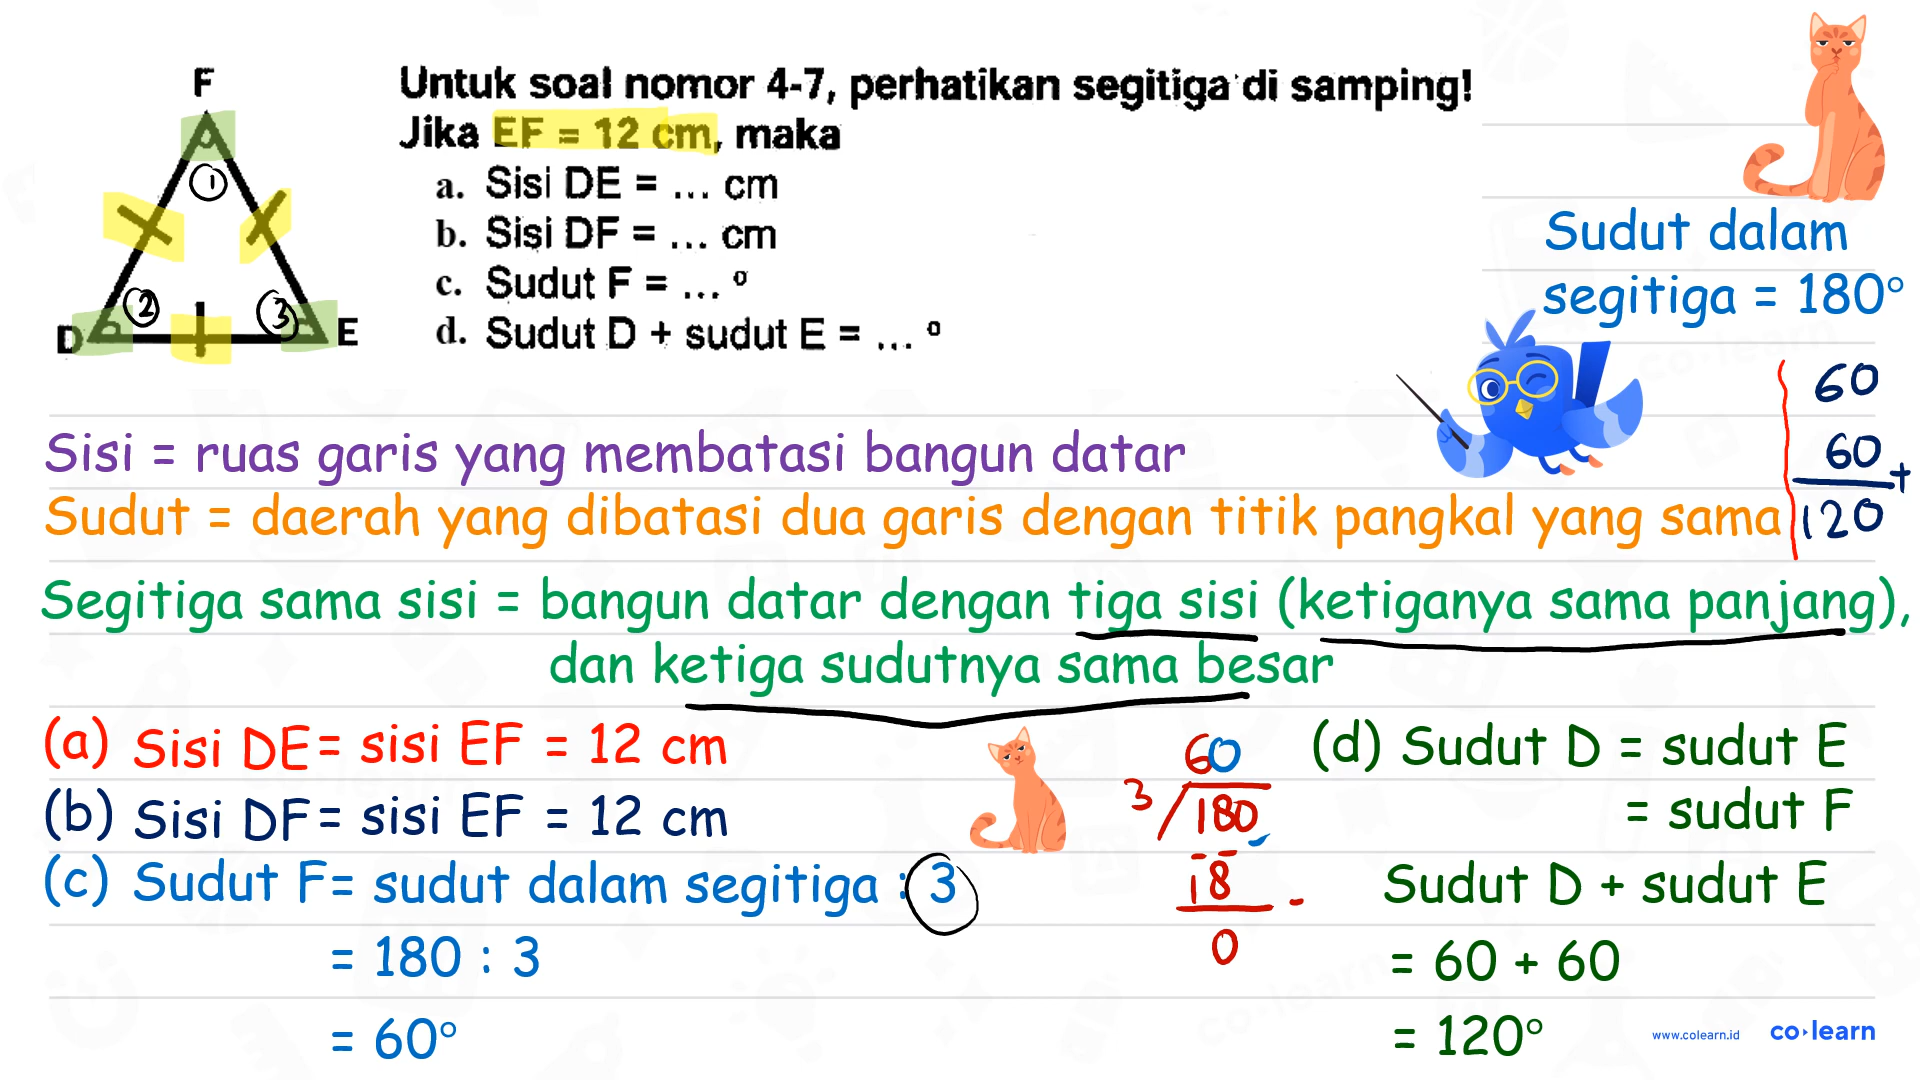 F
D
E
1
2
3
Untuk soal nomor 4-7, perhatikan segitiga di samping!
Jika EF = 12 cm, maka
a. Sisi DE = ... cm
b. Sisi DF = ... cm
c. Sudut F = ... °
d. Sudut D + sudut E = ... °
Sudut dalam
segitiga = 180°
60
60 +
120
Sisi = ruas garis yang membatasi bangun datar
Sudut = daerah yang dibatasi dua garis dengan titik pangkal yang sama
Segitiga sama sisi = bangun datar dengan tiga sisi (ketiganya sama panjang),
dan ketiga sudutnya sama besar
(a) Sisi DE = sisi EF = 12 cm
(b) Sisi DF = sisi EF = 12 cm
(c) Sudut F = sudut dalam segitiga : 3
= 180 : 3
= 60°
60
3 / 180
18 -
0
(d) Sudut D = sudut E
= sudut F
Sudut D + sudut E
= 60 + 60
= 120°
www.colearn.id
co learn